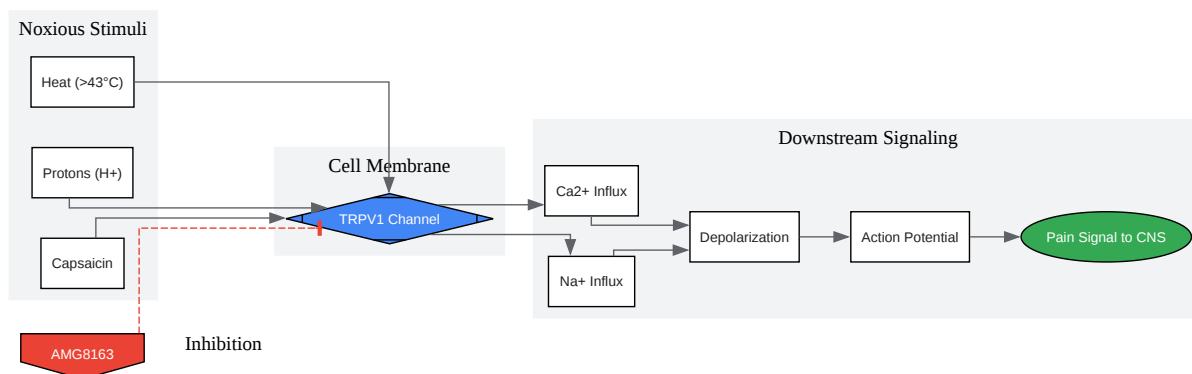 Noxious Stimuli
Heat (>43°C)
Protons (H+)
Capsaicin
Cell Membrane
TRPV1 Channel
Downstream Signaling
Ca2+ Influx
Na+ Influx
Depolarization
Action Potential
Pain Signal to CNS
AMG8163
Inhibition